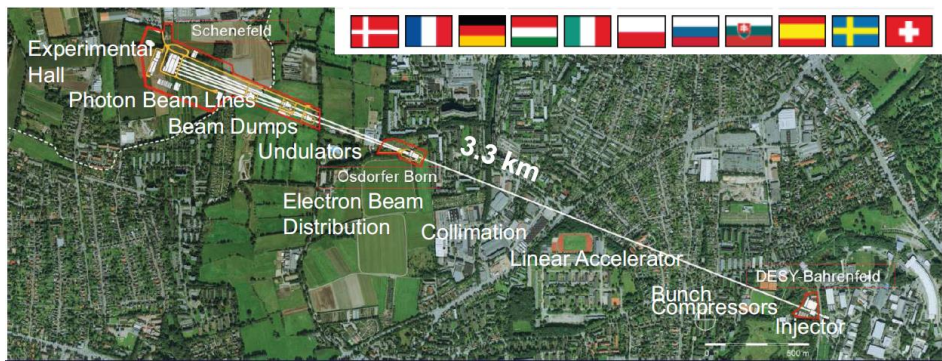 Schenefeld
Experimental
Hall
Photon Beam Lines
Beam Dumps
Undulators
3.3 km
Osdorfer Born
Electron Beam
Distribution
Collimation
Linear Accelerator
DESY-Bahrenfeld
Bunch
Compressors
Injector
0 500 m